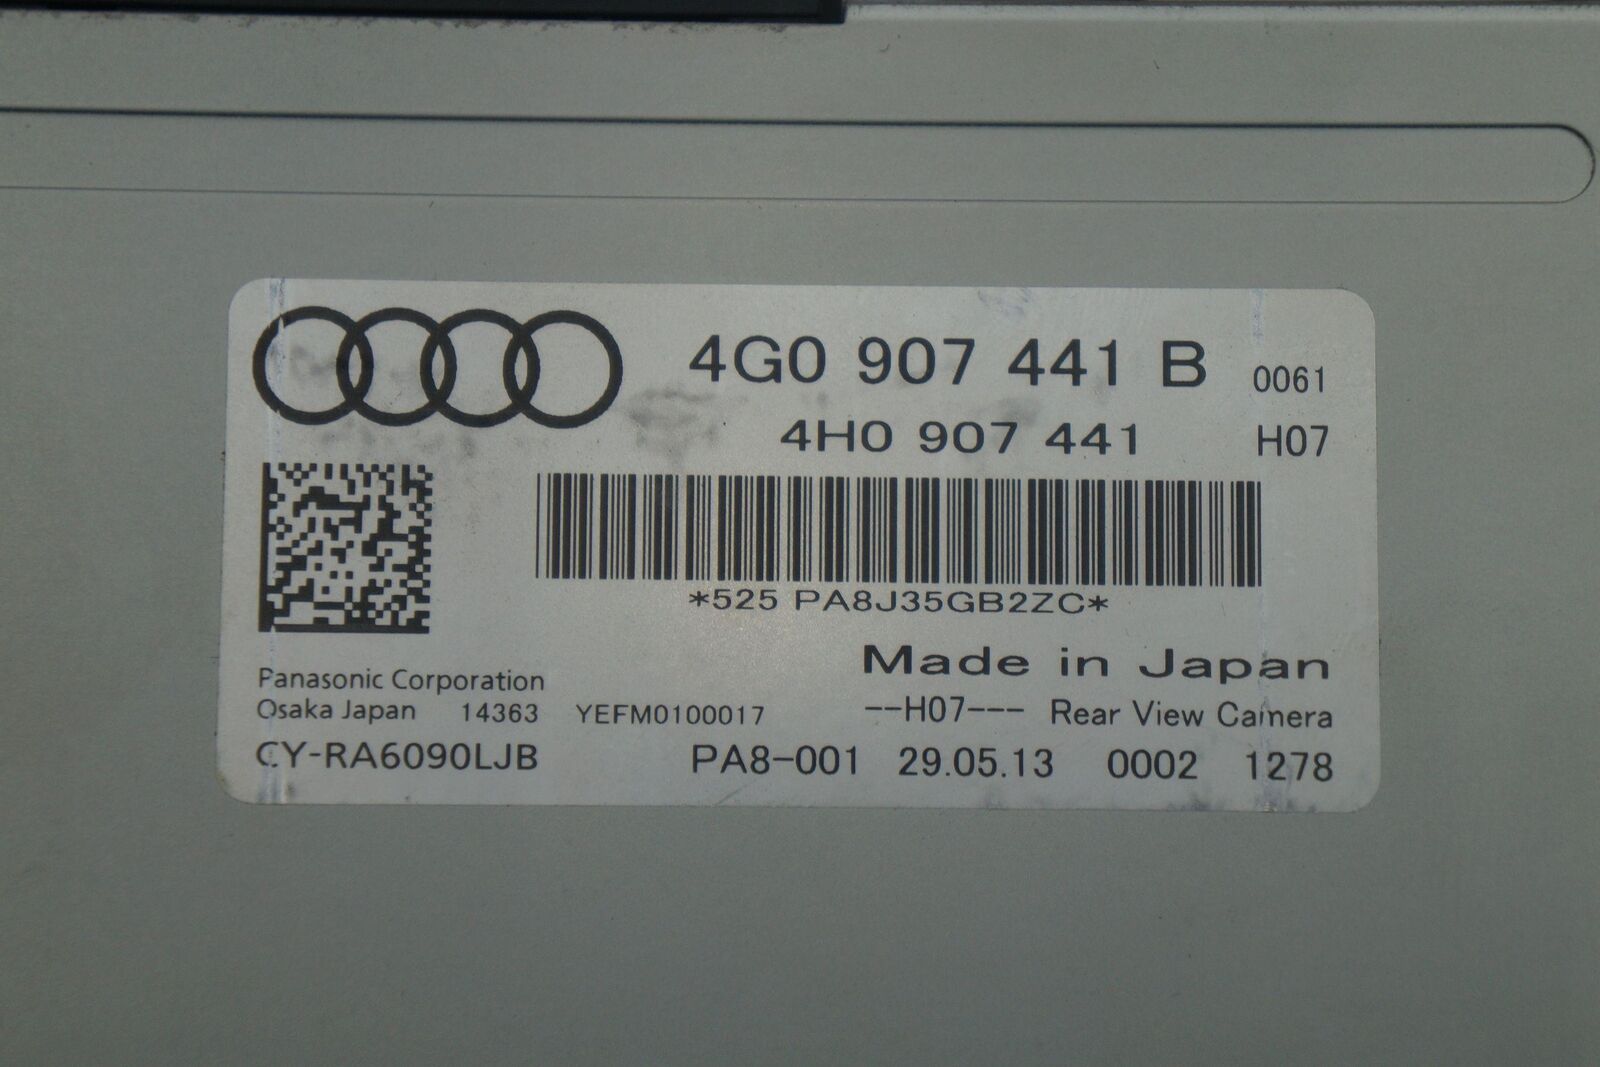 4G0 907 441 B 0061
4H0 907 441 H07
*525 PA8J35GB2ZC*
Made in Japan
Panasonic Corporation
Osaka Japan 14363 YEFM0100017 --H07--- Rear View Camera
CY-RA6090LJB PA8-001 29.05.13 0002 1278